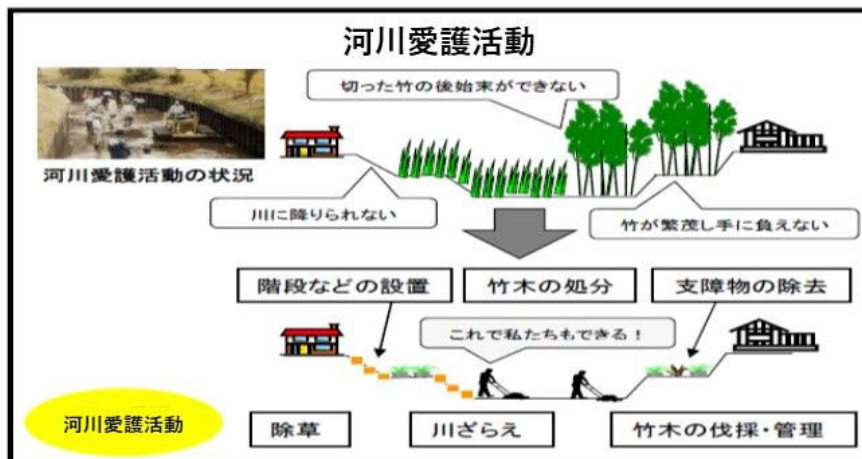 河川愛護活動
切った竹の後始末ができない
河川愛護活動の状況
川に降りられない
竹が繁茂し手に負えない
階段などの設置
竹木の処分
支障物の除去
これで私たちもできる！
河川愛護活動
除草
川ざらえ
竹木の伐採・管理